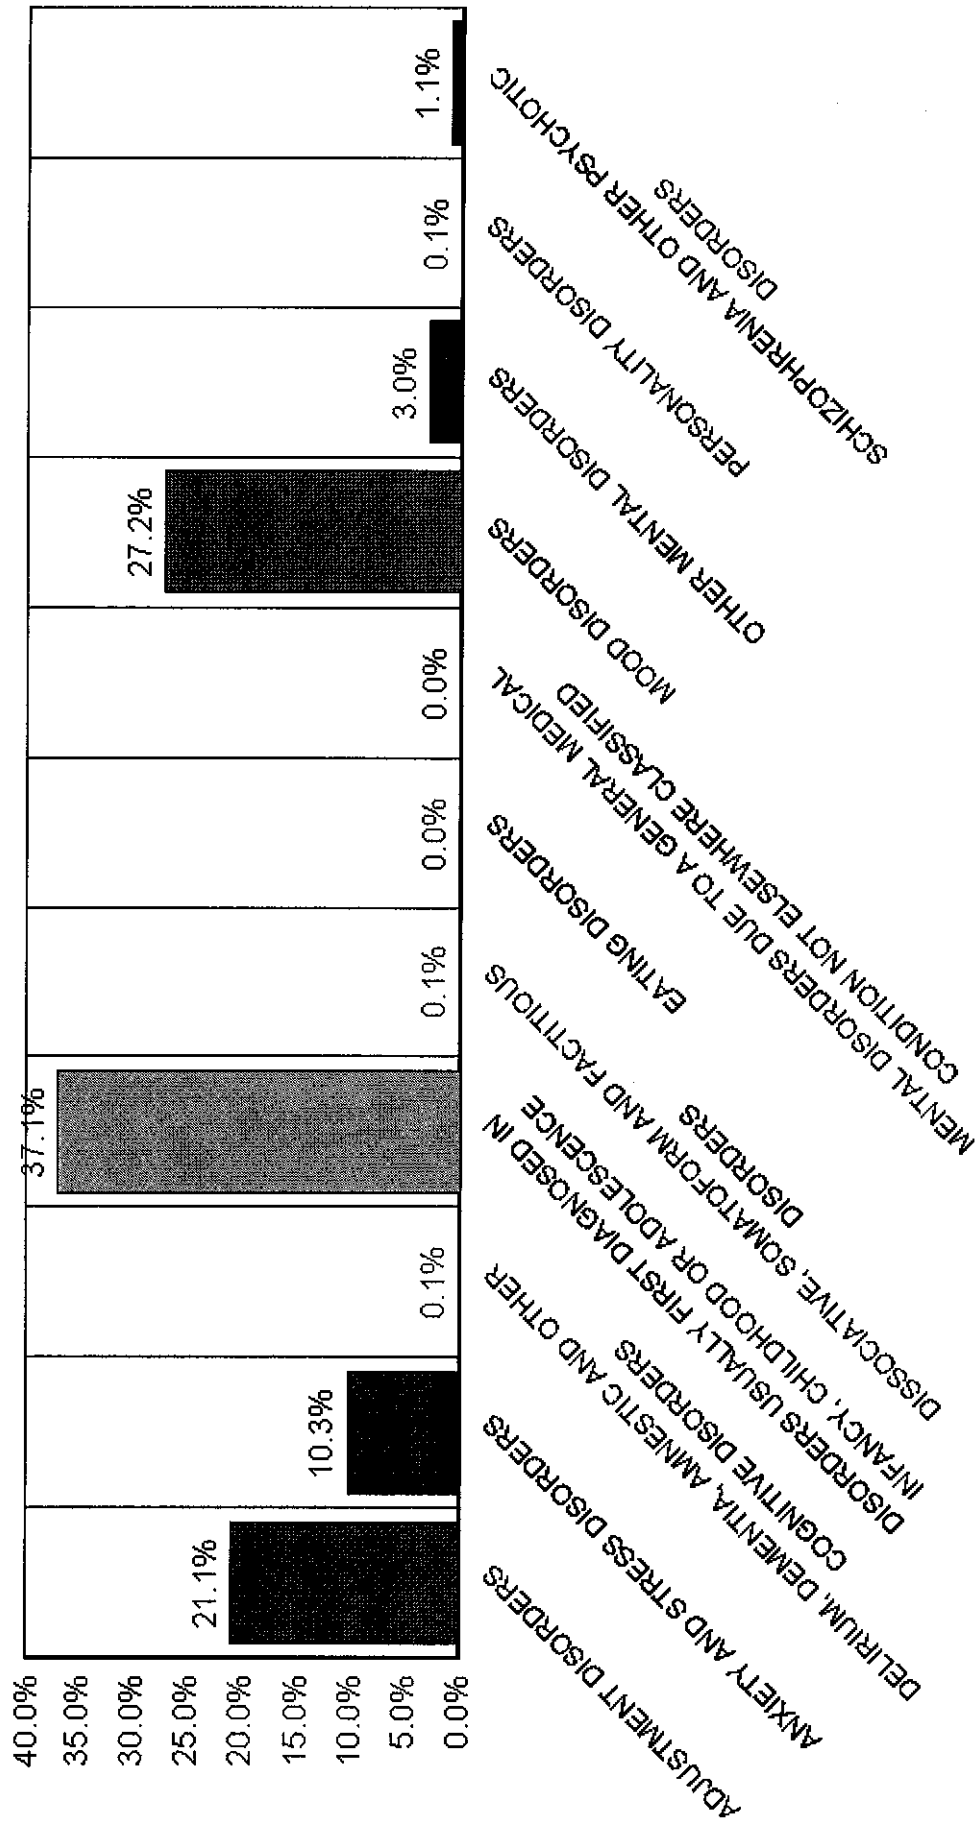 40.0%
35.0%
30.0%
25.0%
20.0%
15.0%
10.0%
5.0%
0.0%
21.1%
10.3%
0.1%
37.1%
0.1%
0.0%
0.0%
27.2%
3.0%
0.1%
1.1%
ADJUSTMENT DISORDERS
ANXIETY AND STRESS DISORDERS
DELIRIUM, DEMENTIA, AMNESTIC AND OTHER
COGNITIVE DISORDERS
DISORDERS USUALLY FIRST DIAGNOSED IN
INFANCY, CHILDHOOD OR ADOLESCENCE
DISSOCIATIVE, SOMATOFORM AND FACTITIOUS
DISORDERS
EATING DISORDERS
MENTAL DISORDERS DUE TO A GENERAL MEDICAL
CONDITION NOT ELSEWHERE CLASSIFIED
MOOD DISORDERS
OTHER MENTAL DISORDERS
PERSONALITY DISORDERS
SCHIZOPHRENIA AND OTHER PSYCHOTIC
DISORDERS